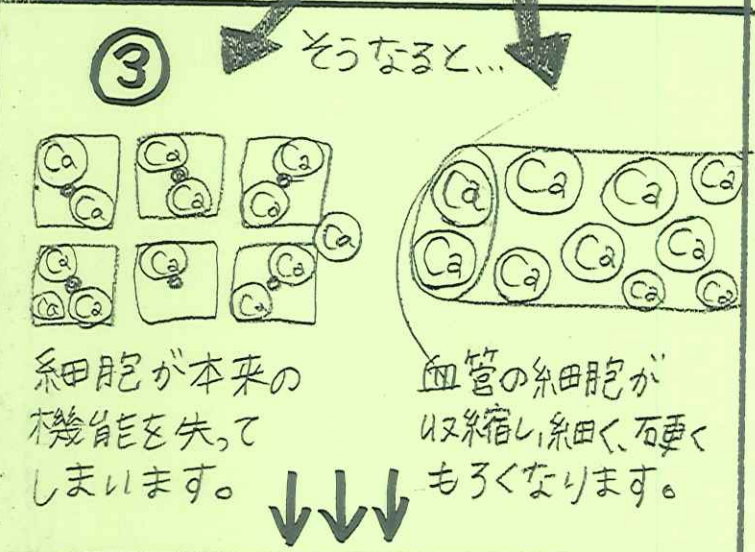 ③
そうなると…
Ca Ca Ca
Ca Ca Ca
Ca
Ca Ca Ca
Ca Ca Ca
Ca Ca Ca Ca
Ca Ca Ca Ca Ca Ca
細胞が本来の
機能を失って
しまいます。
血管の細胞が
収縮し、細く、硬く
もろくなります。